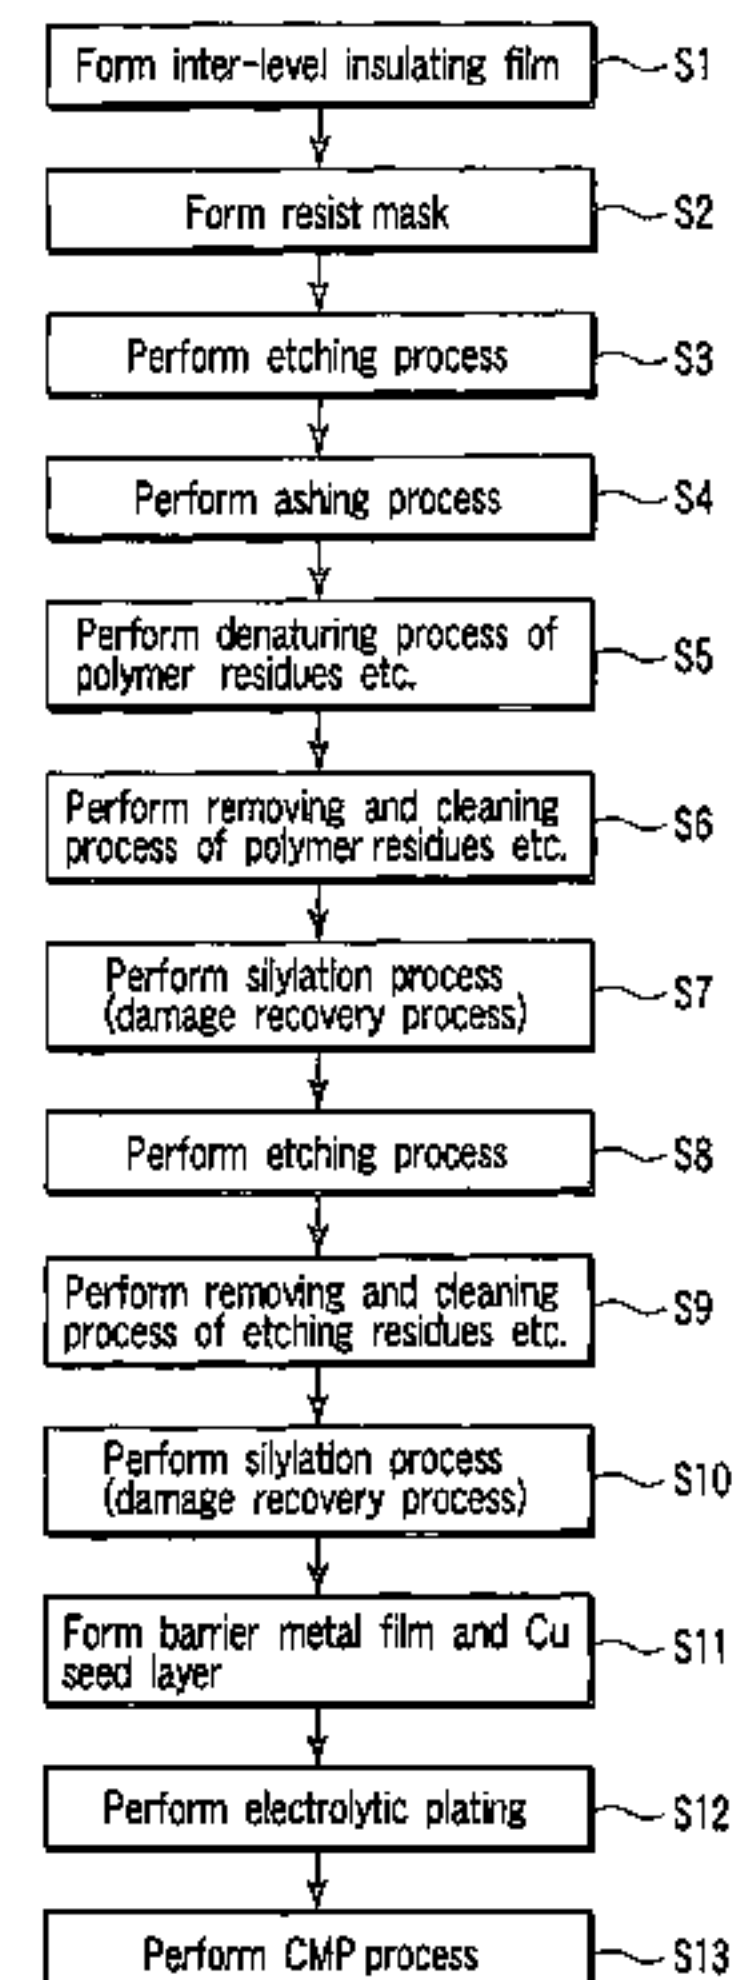 Form inter-level insulating film S1
Form resist mask S2
Perform etching process S3
Perform ashing process S4
Perform denaturing process of
polymer residues etc. S5
Perform removing and cleaning
process of polymer residues etc. S6
Perform silylation process
(damage recovery process) S7
Perform etching process S8
Perform removing and cleaning
process of etching residues etc. S9
Perform silylation process
(damage recovery process) S10
Form barrier metal film and Cu
seed layer S11
Perform electrolytic plating S12
Perform CMP process S13